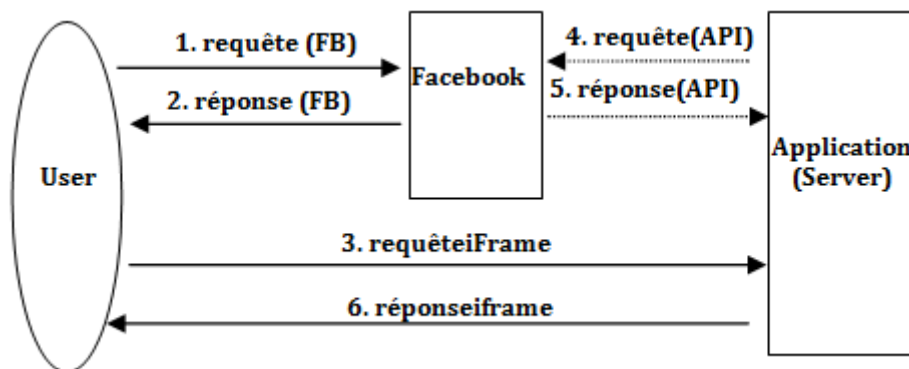 1. requête (FB)
4. requête(API)
Facebook
2. réponse (FB)
5. réponse(API)
User
Application
(Server)
3. requêteiFrame
6. réponseiframe